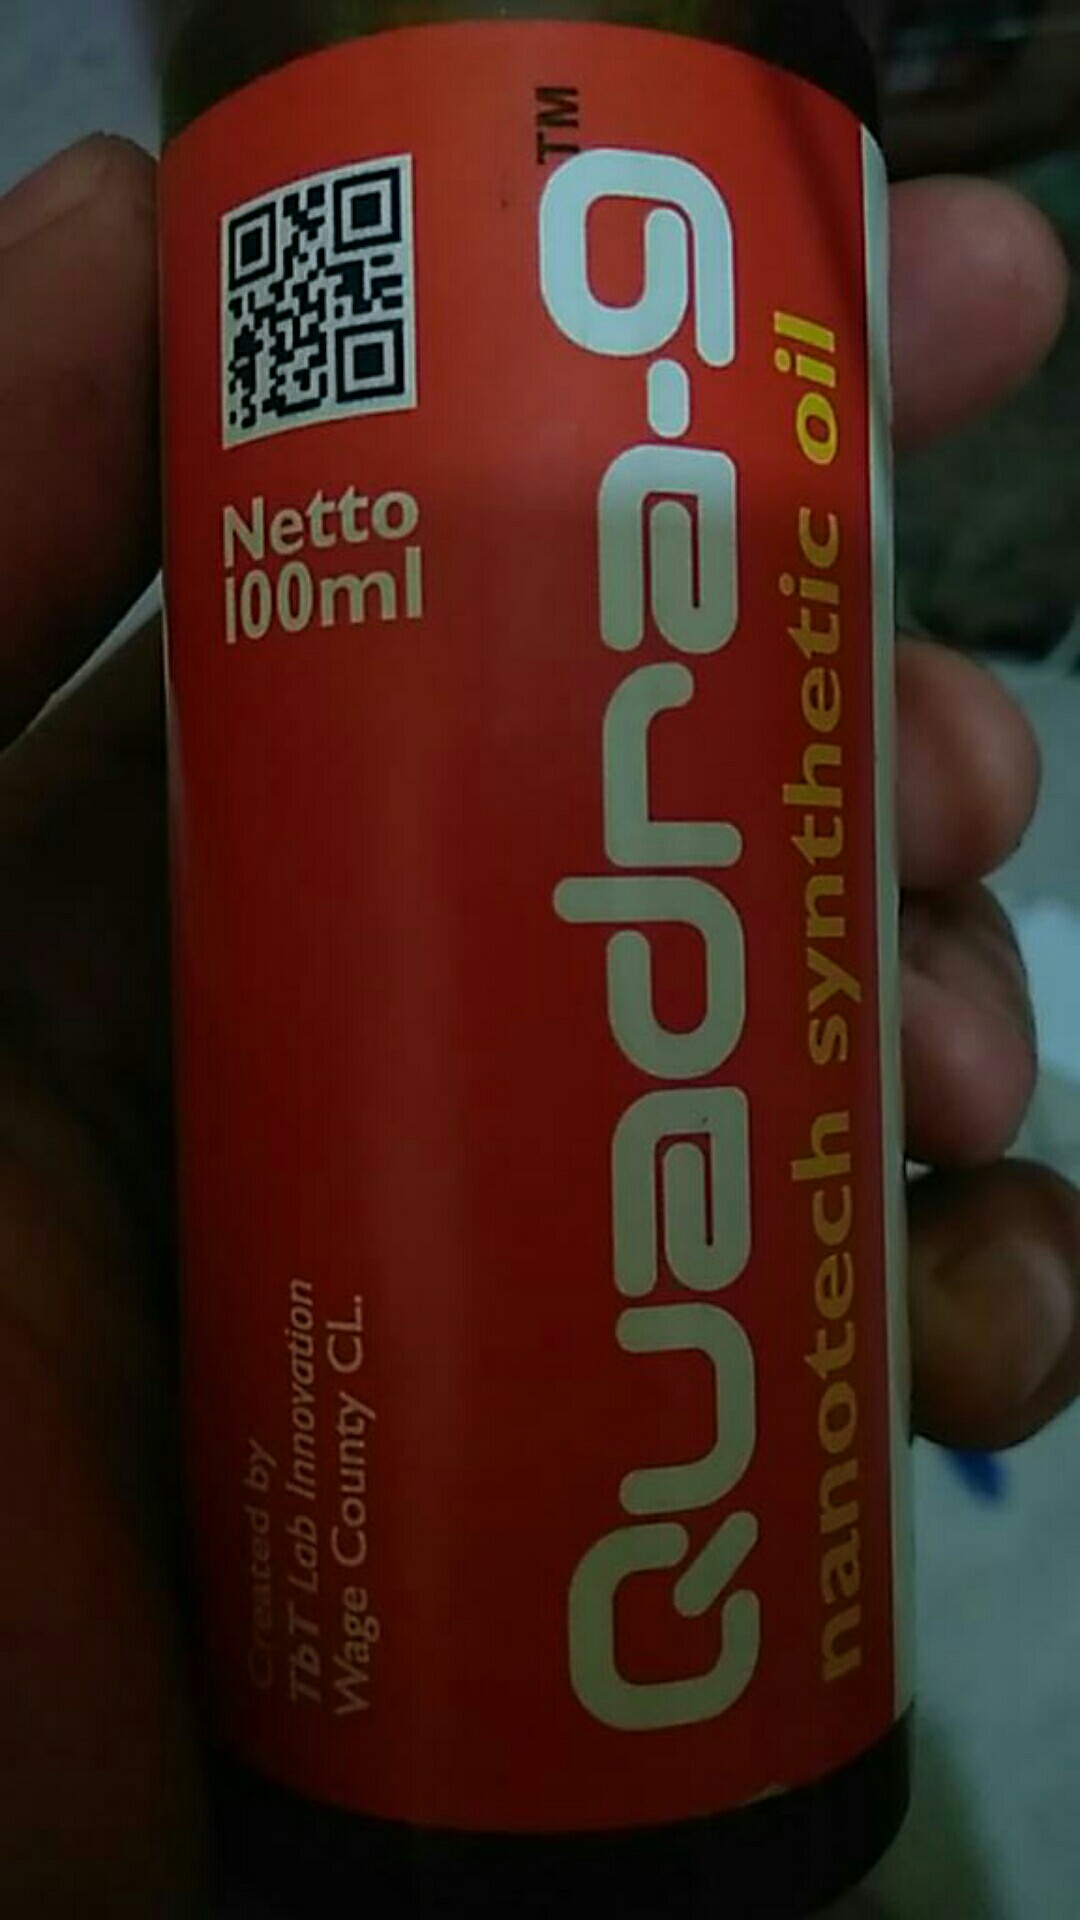 Quadra-g™
nanotech synthetic oil
Netto
100ml
Created by
TbT Lab Innovation
Wage County CL.